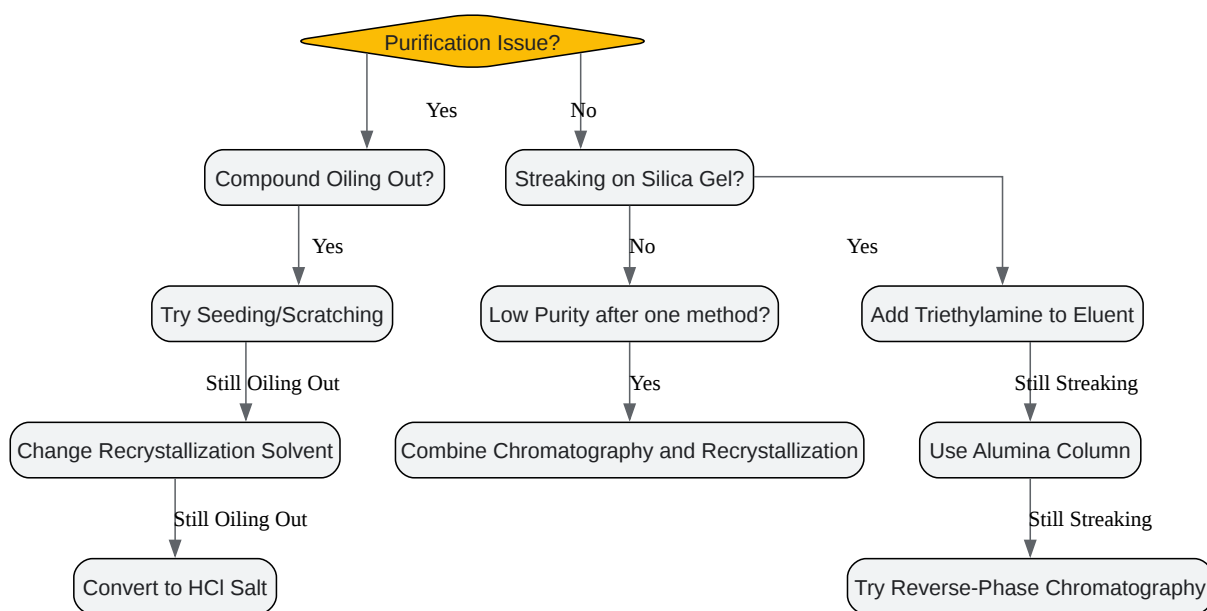 Purification Issue?
Yes
No
Compound Oiling Out?
Streaking on Silica Gel?
Yes
No
Yes
Try Seeding/Scratching
Low Purity after one method?
Add Triethylamine to Eluent
Still Oiling Out
Yes
Still Streaking
Change Recrystallization Solvent
Combine Chromatography and Recrystallization
Use Alumina Column
Still Oiling Out
Still Streaking
Convert to HCl Salt
Try Reverse-Phase Chromatography